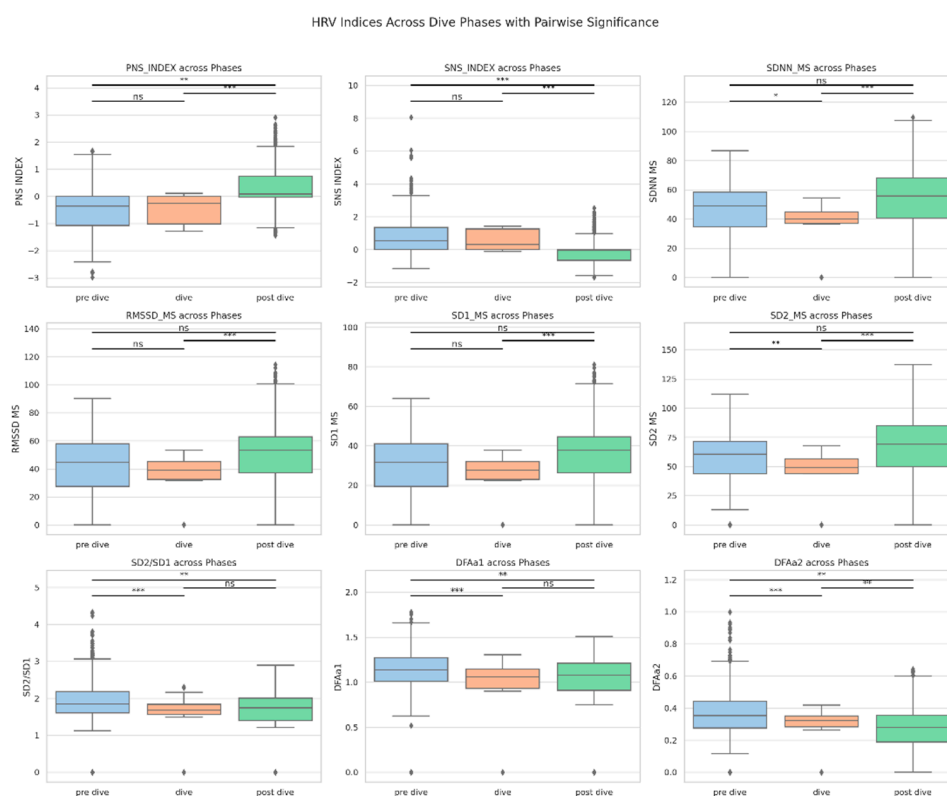 HRV Indices Across Dive Phases with Pairwise Significance
PNS_INDEX across Phases
**
***
ns
PNS INDEX
4
3
2
1
0
−1
−2
−3
pre dive
dive
post dive
SNS_INDEX across Phases
***
***
ns
SNS INDEX
10
8
6
4
2
0
−2
pre dive
dive
post dive
SDNN_MS across Phases
ns
***
*
SDNN MS
120
100
80
60
40
20
0
pre dive
dive
post dive
RMSSD_MS across Phases
ns
***
ns
RMSSD MS
140
120
100
80
60
40
20
0
pre dive
dive
post dive
SD1_MS across Phases
ns
***
ns
SD1 MS
100
80
60
40
20
0
pre dive
dive
post dive
SD2_MS across Phases
ns
***
**
SD2 MS
150
125
100
75
50
25
0
pre dive
dive
post dive
SD2/SD1 across Phases
**
ns
***
SD2/SD1
5
4
3
2
1
0
pre dive
dive
post dive
DFAa1 across Phases
**
ns
***
DFAa1
2.0
1.5
1.0
0.5
0.0
pre dive
dive
post dive
DFAa2 across Phases
**
**
***
DFAa2
1.2
1.0
0.8
0.6
0.4
0.2
0.0
pre dive
dive
post dive